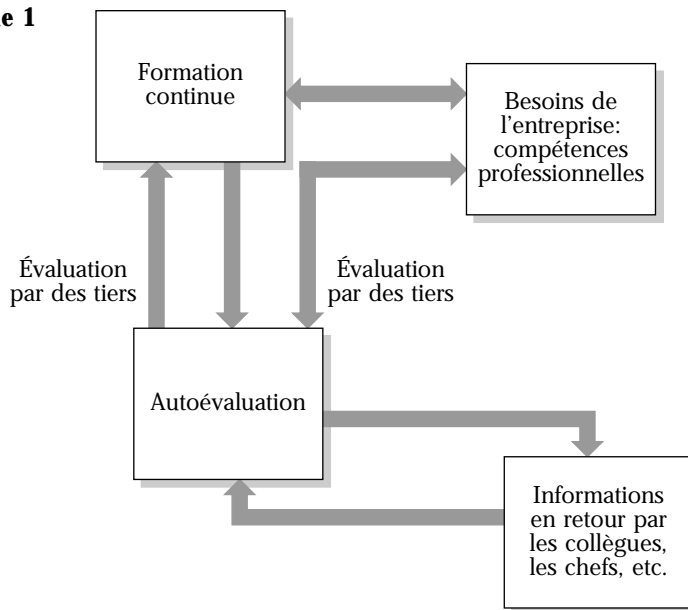 e 1
Formation
continue
Besoins de
l'entreprise:
compétences
professionnelles
Évaluation
par des tiers
Évaluation
par des tiers
Autoévaluation
Informations
en retour par
les collègues,
les chefs, etc.